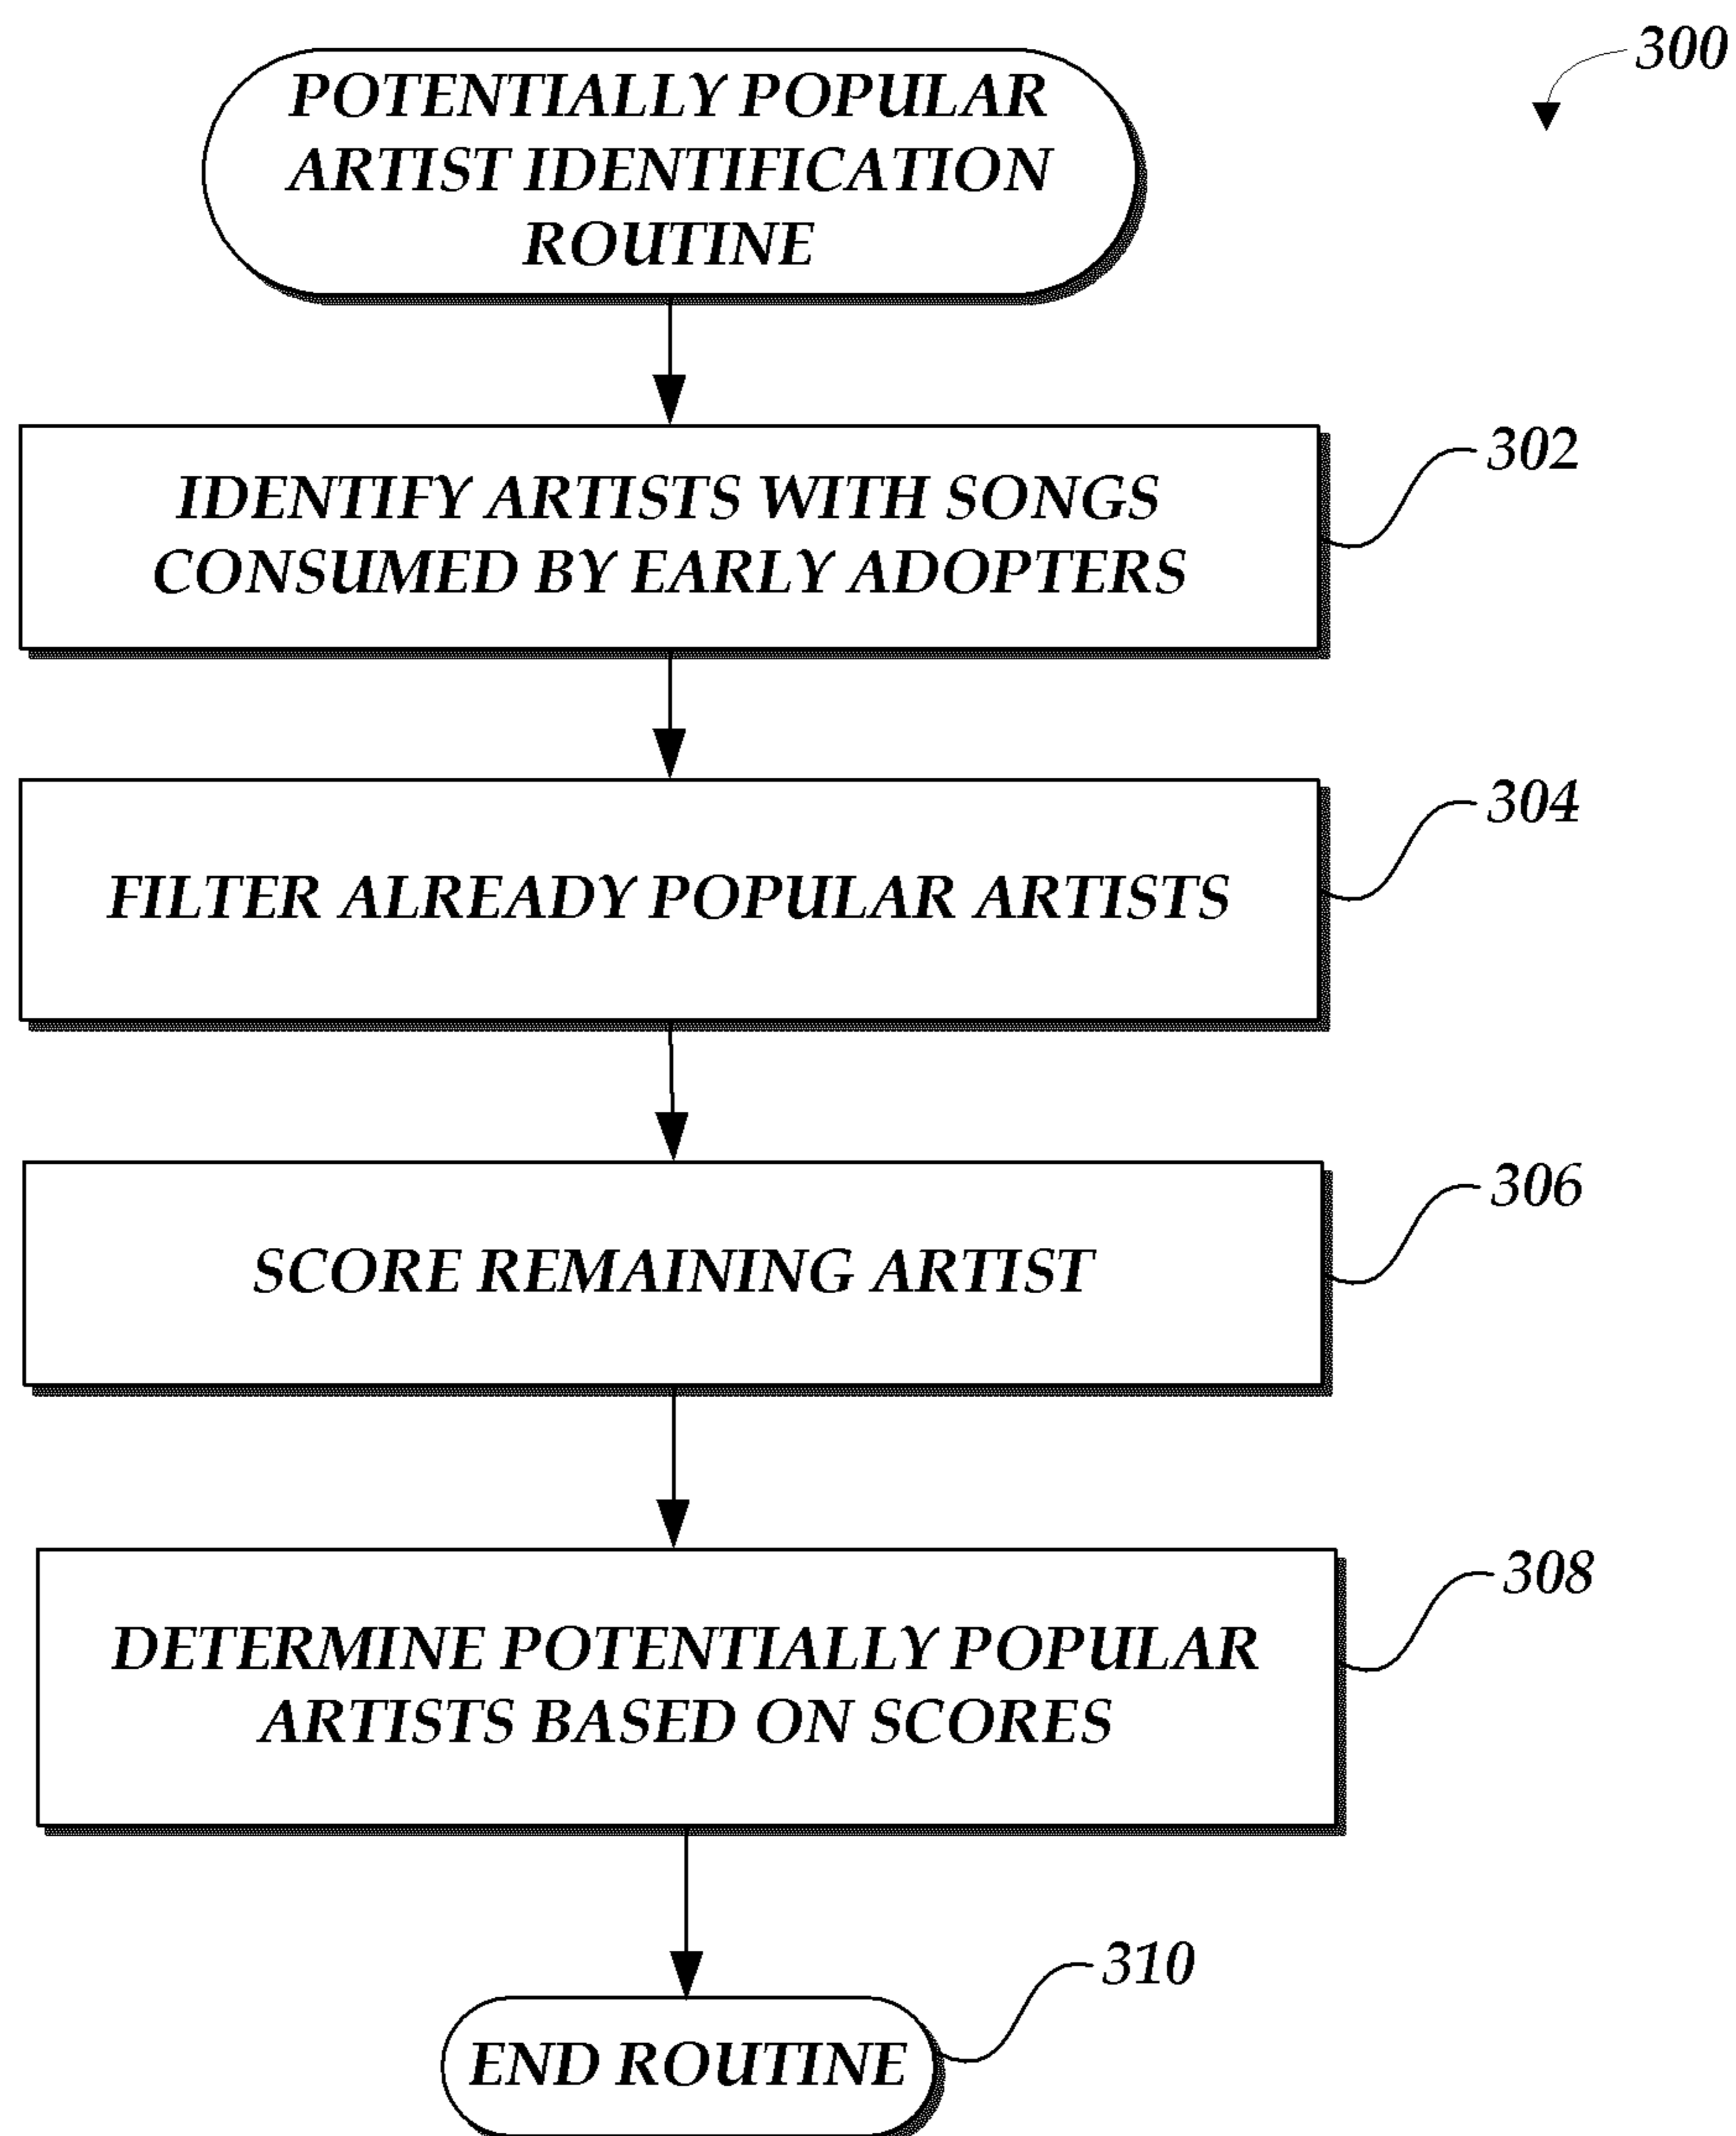 300
POTENTIALLY POPULAR
ARTIST IDENTIFICATION
ROUTINE
302
IDENTIFY ARTISTS WITH SONGS
CONSUMED BY EARLY ADOPTERS
304
FILTER ALREADY POPULAR ARTISTS
306
SCORE REMAINING ARTIST
308
DETERMINE POTENTIALLY POPULAR
ARTISTS BASED ON SCORES
310
END ROUTINE